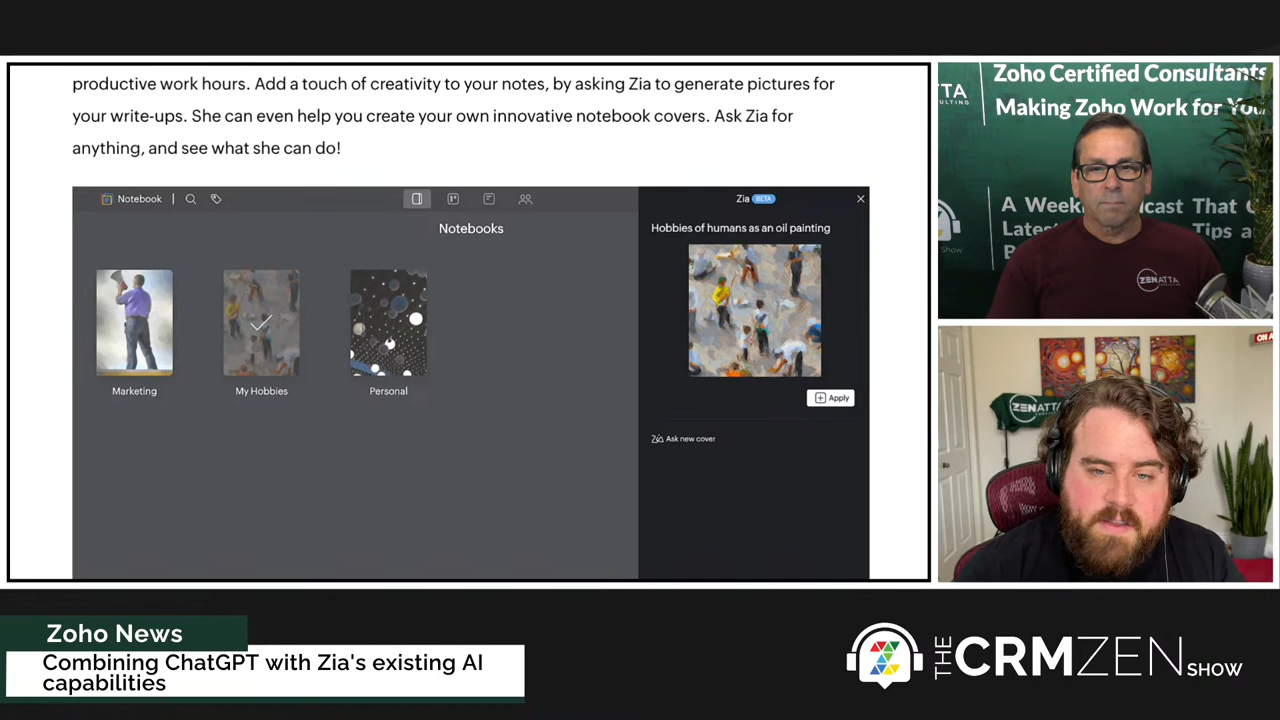 productive work hours. Add a touch of creativity to your notes, by asking Zia to generate pictures for
your write-ups. She can even help you create your own innovative notebook covers. Ask Zia for
anything, and see what she can do!
Notebook
Zia BETA
Notebooks
Hobbies of humans as an oil painting
Marketing
My Hobbies
Personal
Apply
Zia Ask new cover
Zoho Certified Consultants
Making Zoho Work for You
A Week
cast That
Late
Tips
Show
ZENATTA
ON A
ZENATTA
Zoho News
Combining ChatGPT with Zia's existing AI
capabilities
THE CRMZEN SHOW